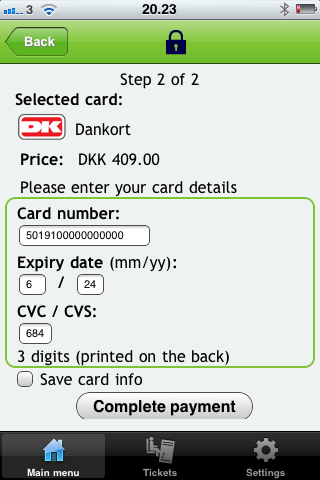 3 20.23
Back
Step 2 of 2
Selected card:
DK Dankort
Price: DKK 409.00
Please enter your card details
Card number:
5019100000000000
Expiry date (mm/yy):
6 / 24
CVC / CVS:
684
3 digits (printed on the back)
Save card info
Complete payment
Main menu Tickets Settings